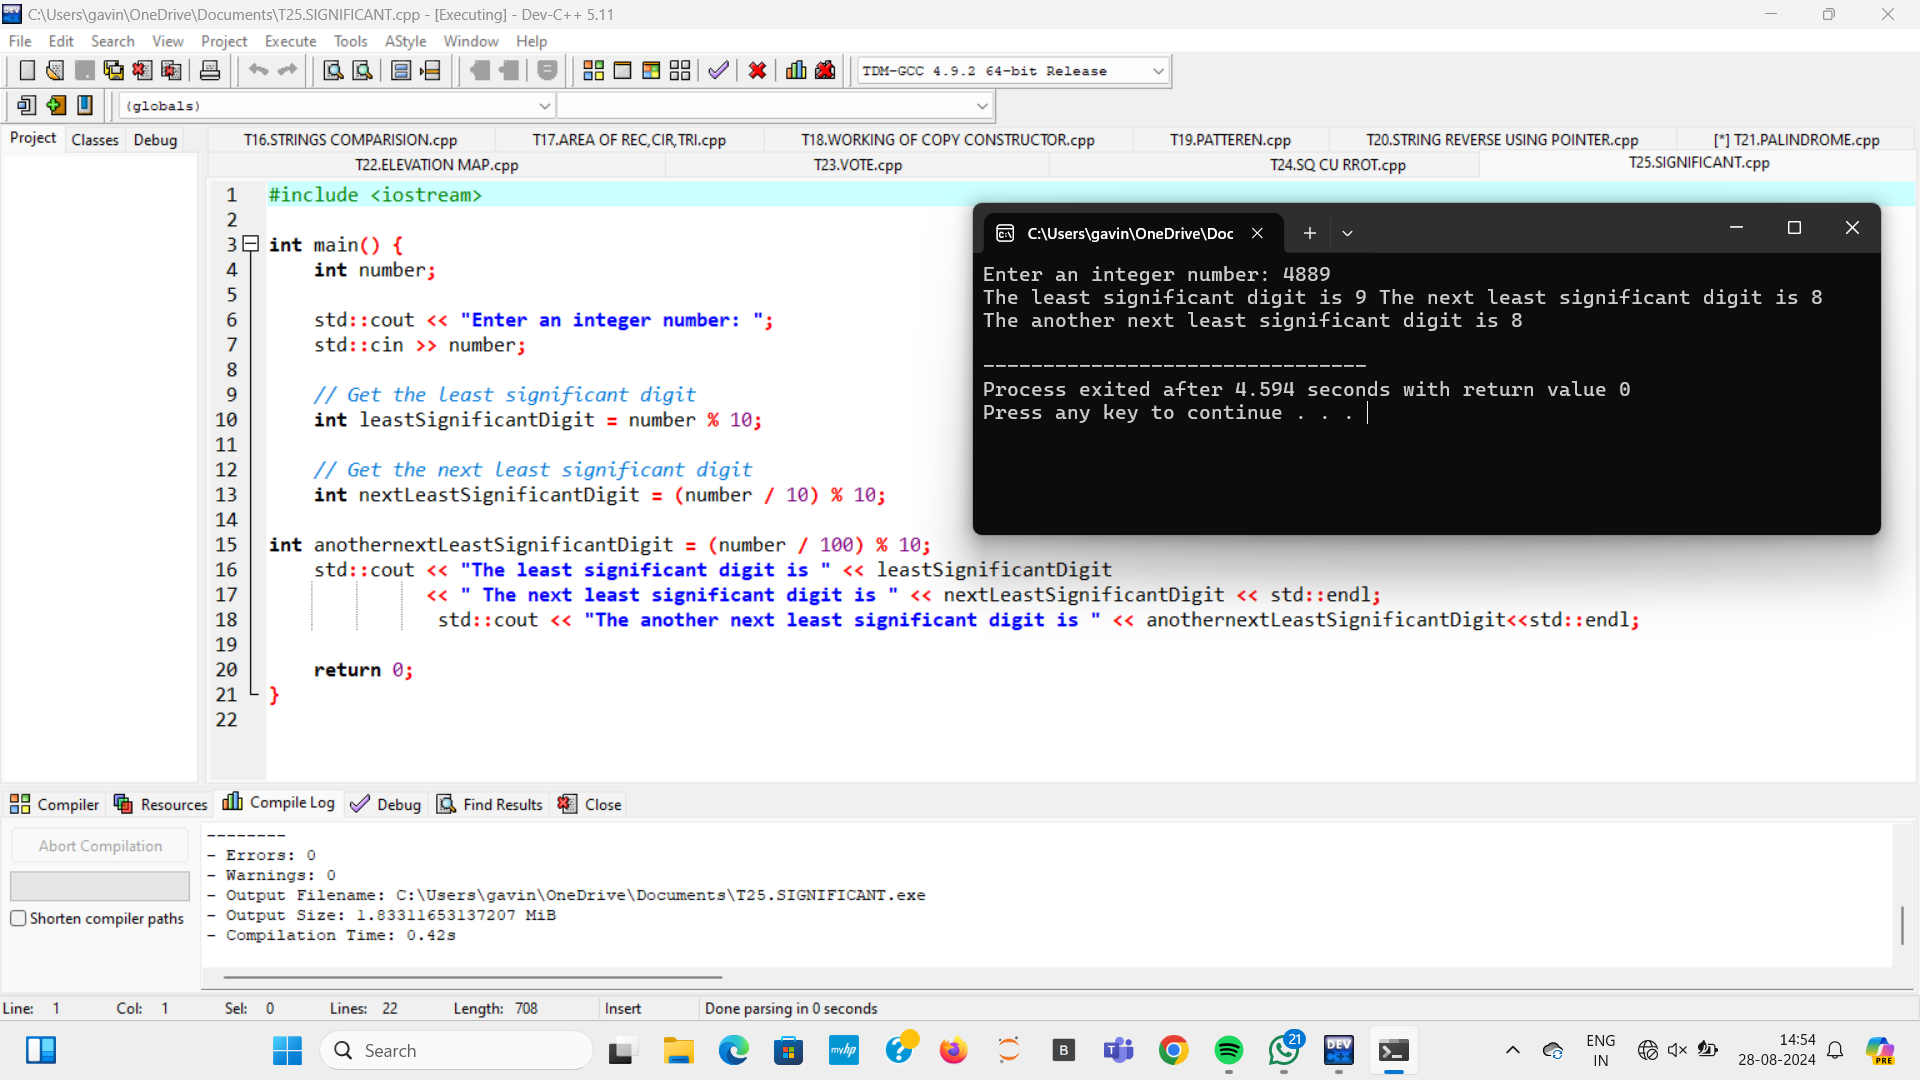 C:\Users\gavin\OneDrive\Documents\T25.SIGNIFICANT.cpp - [Executing] - Dev-C++ 5.11
File Edit Search View Project Execute Tools AStyle Window Help
TDM-GCC 4.9.2 64-bit Release
(globals)
Project Classes Debug
T16.STRINGS COMPARISION.cpp T17.AREA OF REC,CIR,TRI.cpp T18.WORKING OF COPY CONSTRUCTOR.cpp T19.PATTEREN.cpp T20.STRING REVERSE USING POINTER.cpp [*] T21.PALINDROME.cpp
T22.ELEVATION MAP.cpp T23.VOTE.cpp T24.SQ CU RROT.cpp T25.SIGNIFICANT.cpp
1 #include <iostream>
2
3 int main() {
4 int number;
5
6 std::cout << "Enter an integer number: ";
7 std::cin >> number;
8
9 // Get the least significant digit
10 int leastSignificantDigit = number % 10;
11
12 // Get the next least significant digit
13 int nextLeastSignificantDigit = (number / 10) % 10;
14
15 int anothernextLeastSignificantDigit = (number / 100) % 10;
16 std::cout << "The least significant digit is " << leastSignificantDigit
17 << " The next least significant digit is " << nextLeastSignificantDigit << std::endl;
18 std::cout << "The another next least significant digit is " << anothernextLeastSignificantDigit<<std::endl;
19
20 return 0;
21 }
22
C:\Users\gavin\OneDrive\Doc
Enter an integer number: 4889
The least significant digit is 9 The next least significant digit is 8
The another next least significant digit is 8
--------------------------------
Process exited after 4.594 seconds with return value 0
Press any key to continue . . .
Compiler Resources Compile Log Debug Find Results Close
Abort Compilation
Shorten compiler paths
--------
- Errors: 0
- Warnings: 0
- Output Filename: C:\Users\gavin\OneDrive\Documents\T25.SIGNIFICANT.exe
- Output Size: 1.83311653137207 MiB
- Compilation Time: 0.42s
Line: 1 Col: 1 Sel: 0 Lines: 22 Length: 708 Insert Done parsing in 0 seconds
Search
myhp
B
21
DEV
C++
ENG
IN
14:54
28-08-2024
PRE